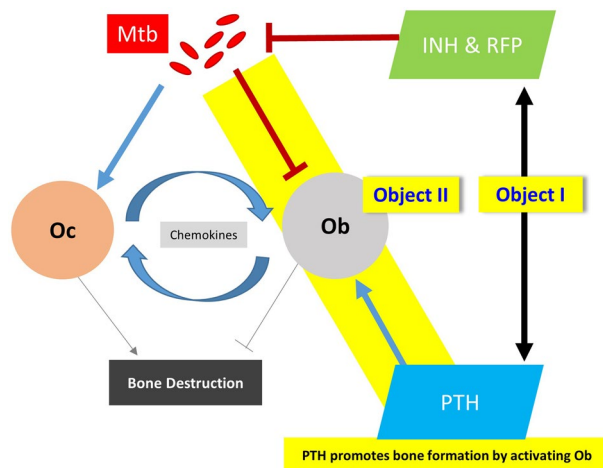 Mtb
INH & RFP
Object II
Object I
Oc
Chemokines
Ob
Bone Destruction
PTH
PTH promotes bone formation by activating Ob